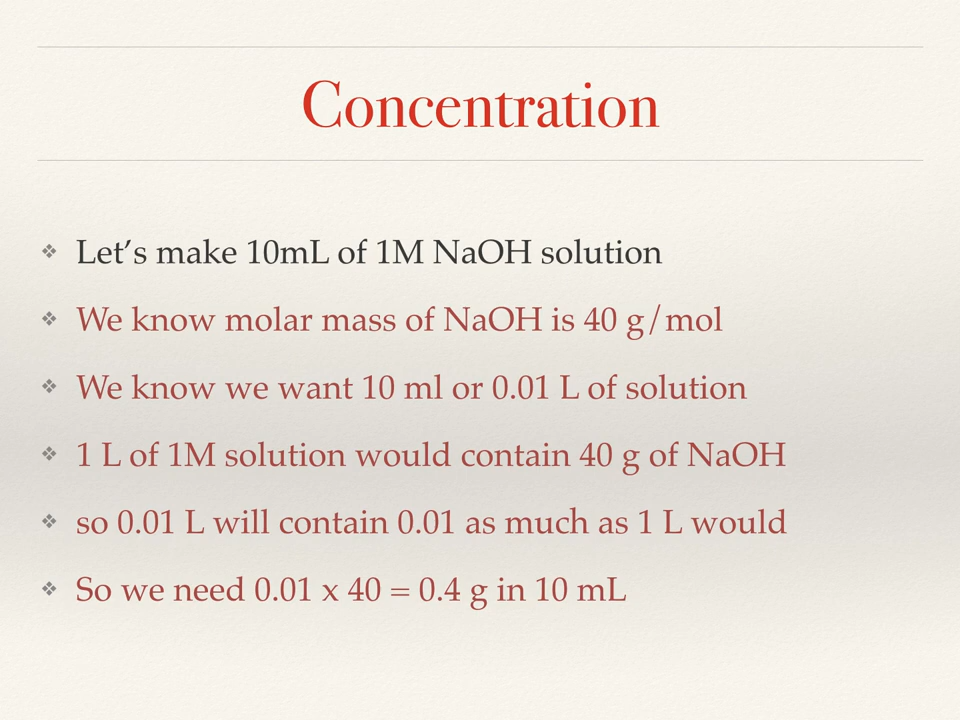 Concentration
Let’s make 10mL of 1M NaOH solution
We know molar mass of NaOH is 40 g/mol
We know we want 10 ml or 0.01 L of solution
1 L of 1M solution would contain 40 g of NaOH
so 0.01 L will contain 0.01 as much as 1 L would
So we need 0.01 x 40 = 0.4 g in 10 mL